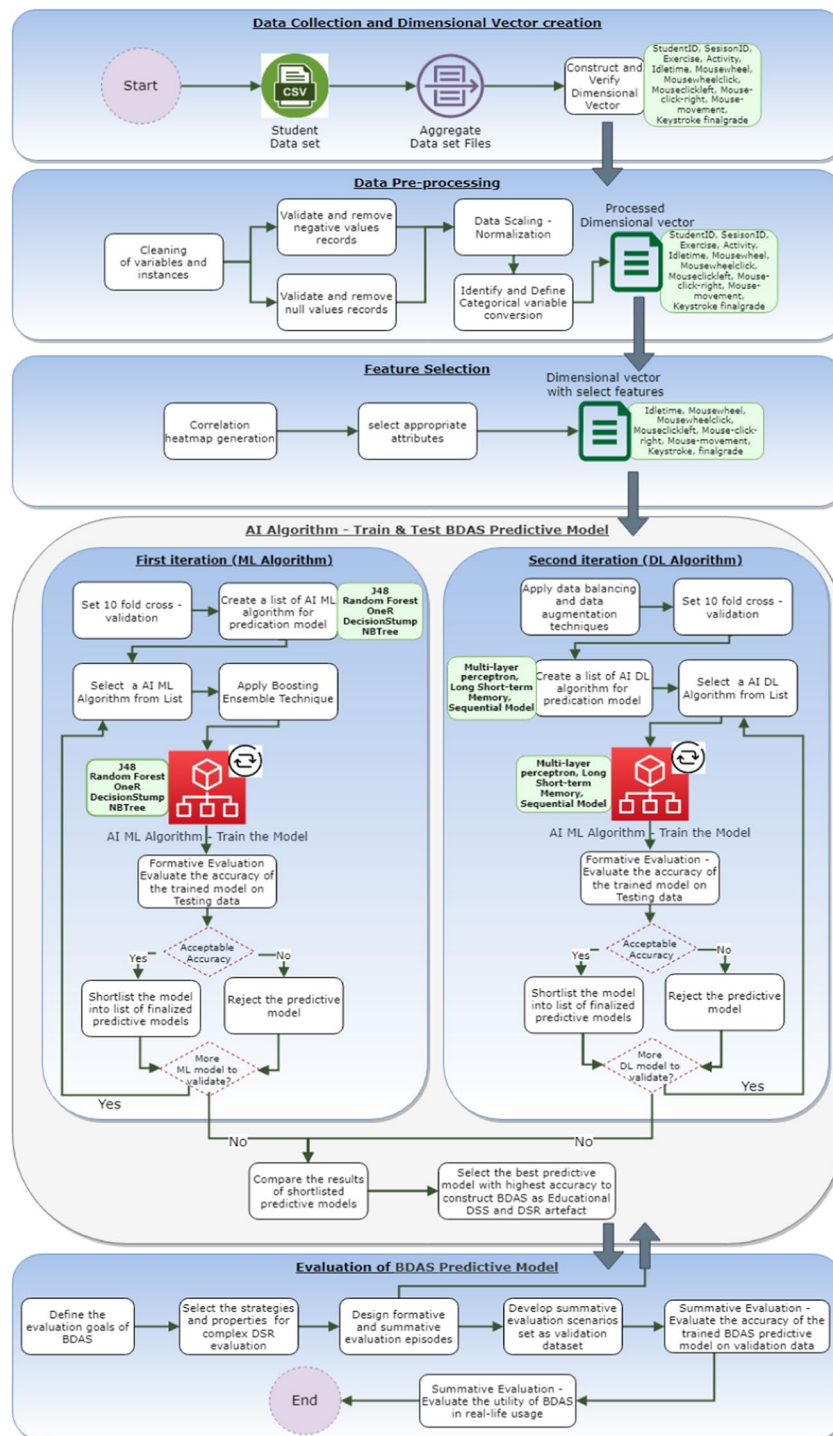 Data Collection and Dimensional Vector creation
Start
CSV
Student
Data set
Aggregate
Data set Files
Construct and
Verify
Dimensional
Vector
StudentID, SesisonID,
Exercise, Activity,
Idletime, Mousewheel,
Mousewheelclick,
Mouseclickleft, Mouse-
click-right, Mouse-
movement,
Keystroke finalgrade
Data Pre-processing
Cleaning
of variables and
instances
Validate and remove
negative values
records
Validate and remove
null values records
Data Scaling -
Normalization
Identify and Define
Categorical variable
conversion
Processed
Dimensional vector
StudentID, SesisonID,
Exercise, Activity,
Idletime, Mousewheel,
Mousewheelclick,
Mouseclickleft, Mouse-
click-right, Mouse-
movement,
Keystroke finalgrade
Feature Selection
Correlation
heatmap generation
select appropriate
attributes
Dimensional vector
with select features
Idletime, Mousewheel,
Mousewheelclick,
Mouseclickleft, Mouse-click-
right, Mouse-movement,
Keystroke, finalgrade
AI Algorithm - Train & Test BDAS Predictive Model
First iteration (ML Algorithm)
Set 10 fold cross -
validation
Create a list of AI ML
algorithm for
predication model
J48
Random Forest
OneR
DecisionStump
NBTree
Select a AI ML
Algorithm from List
Apply Boosting
Ensemble Technique
J48
Random Forest
OneR
DecisionStump
NBTree
AI ML Algorithm - Train the Model
Formative Evaluation
Evaluate the accuracy of
the trained model on
Testing data
Acceptable
Accuracy
Yes
No
Shortlist the model
into list of finalized
predictive models
Reject the predictive
model
More
ML model to
validate?
Yes
No
Second iteration (DL Algorithm)
Apply data balancing
and data
augmentation
techniques
Set 10 fold cross -
validation
Multi-layer
perceptron,
Long Short-term
Memory,
Sequential Model
Create a list of AI DL
algorithm for
predication model
Select a AI DL
Algorithm from List
Multi-layer
perceptron, Long
Short-term
Memory,
Sequential Model
AI ML Algorithm - Train the Model
Formative Evaluation -
Evaluate the accuracy of
the trained model on
Testing data
Acceptable
Accuracy
Yes
No
Shortlist the model
into list of finalized
predictive models
Reject the predictive
model
More
DL model to
validate?
Yes
No
Compare the results
of shortlisted
predictive models
Select the best predictive
model with highest accuracy to
construct BDAS as Educational
DSS and DSR artefact
Evaluation of BDAS Predictive Model
Define the
evaluation goals of
BDAS
Select the strategies
and properties for
complex DSR
evaluation
Design formative
and summative
evaluation episodes
Develop summative
evaluation scenarios
set as validation
dataset
Summative Evaluation -
Evaluate the accuracy of the
trained BDAS predictive
model on validation data
Summative Evaluation -
Evaluate the utility of BDAS
in real-life usage
End